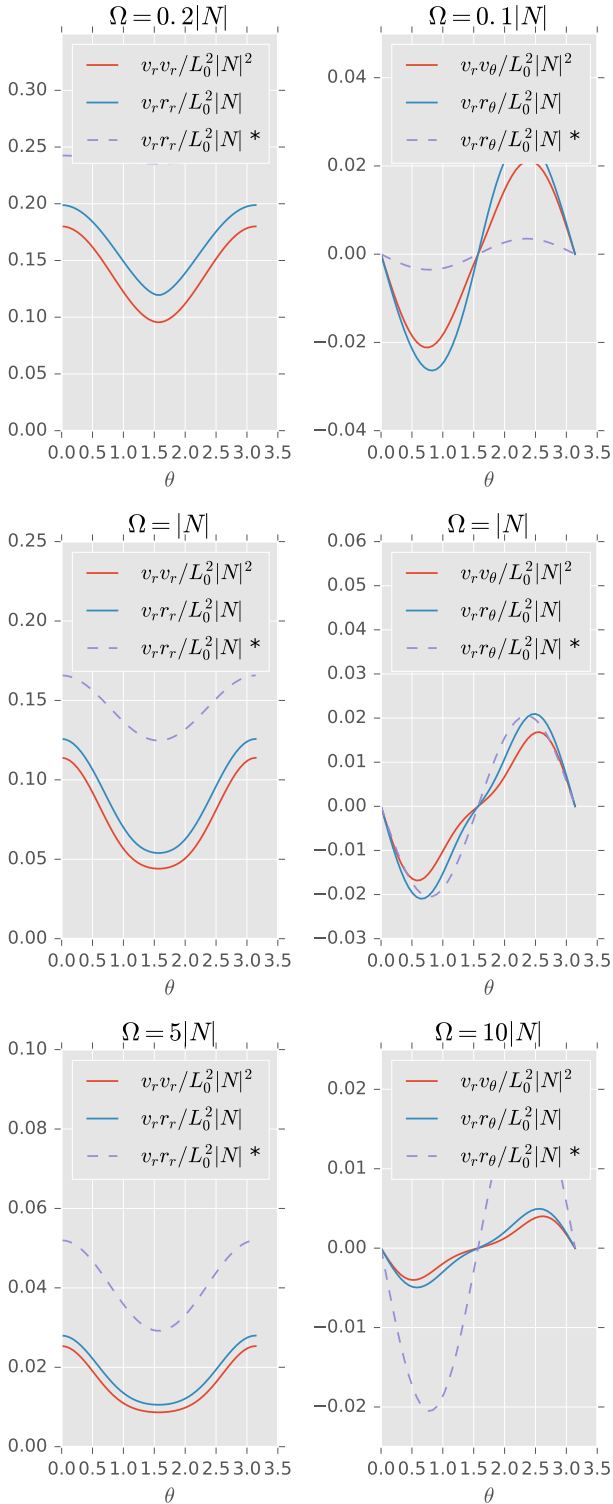 Ω = 0.2|N|
v_r v_r/L_0^2|N|^2
v_r r_r/L_0^2|N|
v_r r_r/L_0^2|N| *
0.30
0.25
0.20
0.15
0.10
0.05
0.00
0.0 0.5 1.0 1.5 2.0 2.5 3.0 3.5
θ
Ω = 0.1|N|
v_r v_θ/L_0^2|N|^2
v_r r_θ/L_0^2|N|
v_r r_θ/L_0^2|N| *
0.04
0.02
0.00
−0.02
−0.04
0.0 0.5 1.0 1.5 2.0 2.5 3.0 3.5
θ
Ω = |N|
v_r v_r/L_0^2|N|^2
v_r r_r/L_0^2|N|
v_r r_r/L_0^2|N| *
0.25
0.20
0.15
0.10
0.05
0.00
0.0 0.5 1.0 1.5 2.0 2.5 3.0 3.5
θ
Ω = |N|
v_r v_θ/L_0^2|N|^2
v_r r_θ/L_0^2|N|
v_r r_θ/L_0^2|N| *
0.06
0.05
0.04
0.03
0.02
0.01
0.00
−0.01
−0.02
−0.03
0.0 0.5 1.0 1.5 2.0 2.5 3.0 3.5
θ
Ω = 5|N|
v_r v_r/L_0^2|N|^2
v_r r_r/L_0^2|N|
v_r r_r/L_0^2|N| *
0.10
0.08
0.06
0.04
0.02
0.00
0.0 0.5 1.0 1.5 2.0 2.5 3.0 3.5
θ
Ω = 10|N|
v_r v_θ/L_0^2|N|^2
v_r r_θ/L_0^2|N|
v_r r_θ/L_0^2|N| *
0.02
0.01
0.00
−0.01
−0.02
0.0 0.5 1.0 1.5 2.0 2.5 3.0 3.5
θ